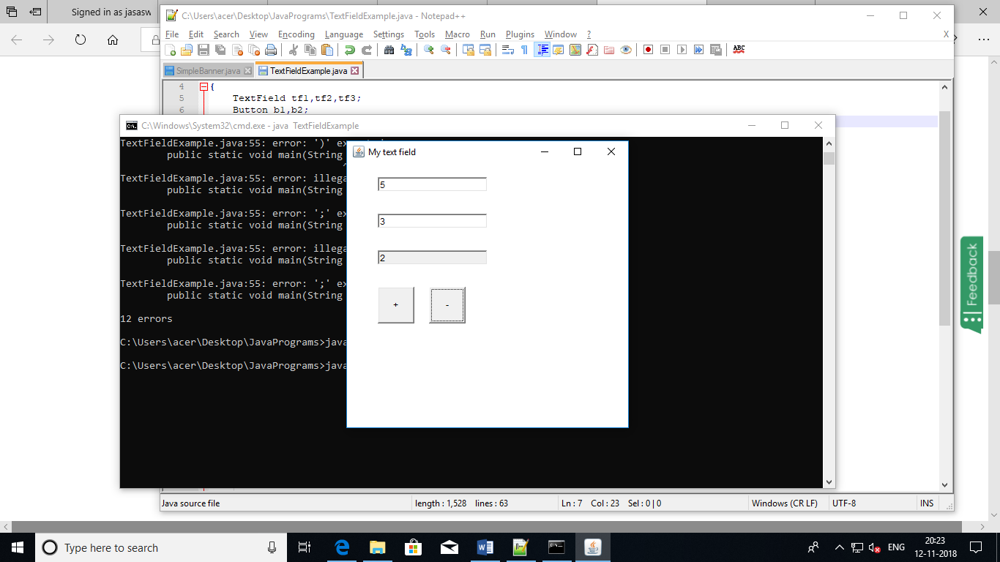 Signed in as jasasw
C:\Users\acer\Desktop\JavaPrograms\TextFieldExample.java - Notepad++
File Edit Search View Encoding Language Settings Tools Macro Run Plugins Window ? X
ABC
SimpleBanner.java TextFieldExample.java
4 {
5 TextField tf1,tf2,tf3;
6 Button b1,b2;
C:\Windows\System32\cmd.exe - java TextFieldExample
TextFieldExample.java:55: error: ')' ex
public static void main(String
^
TextFieldExample.java:55: error: illega
public static void main(String
TextFieldExample.java:55: error: ';' ex
public static void main(String
TextFieldExample.java:55: error: illega
public static void main(String
TextFieldExample.java:55: error: ';' ex
public static void main(String
12 errors
C:\Users\acer\Desktop\JavaPrograms>java
C:\Users\acer\Desktop\JavaPrograms>java
My text field
5
3
2
+ -
Feedback
Java source file length : 1,528 lines : 63 Ln : 7 Col : 23 Sel : 0 | 0 Windows (CR LF) UTF-8 INS
Type here to search
ENG
20:23
12-11-2018